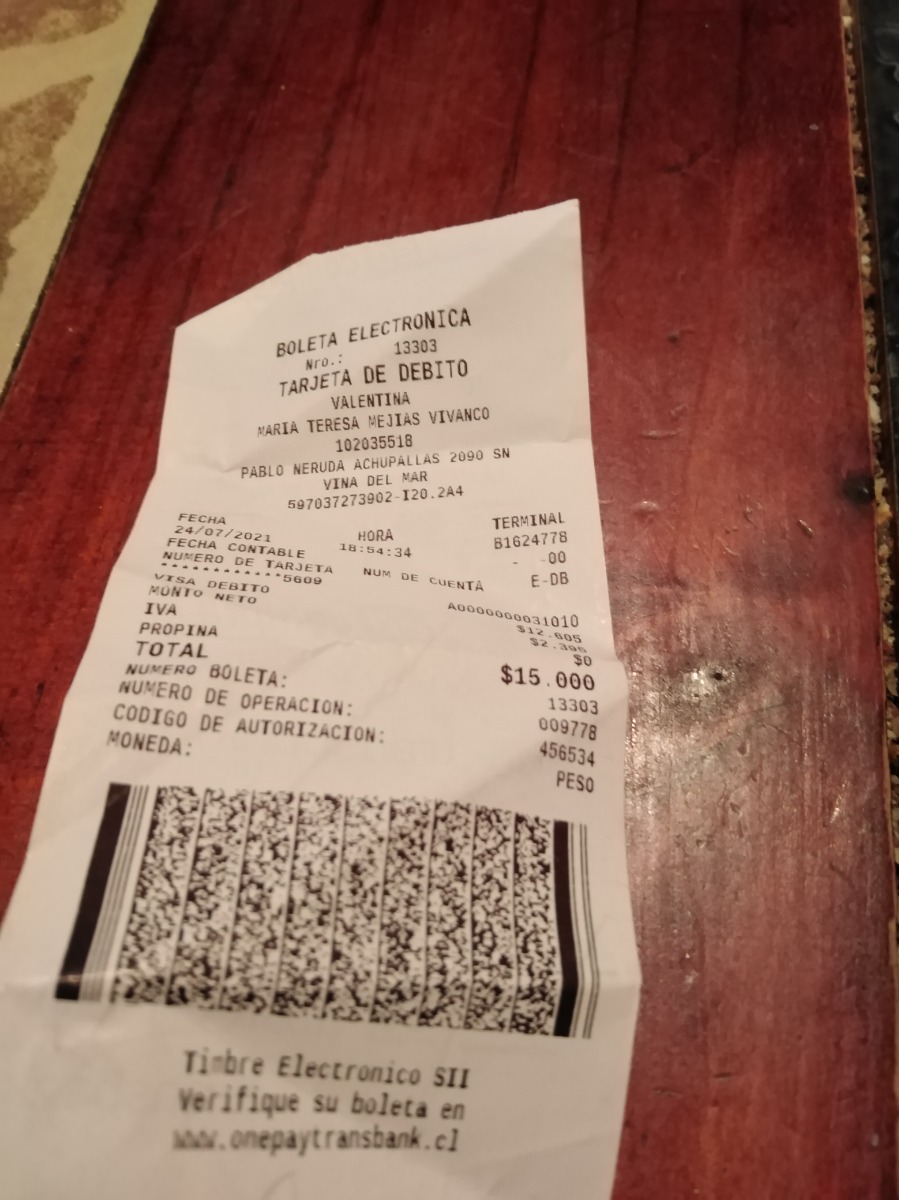 BOLETA ELECTRONICA
Nro.: 13303
TARJETA DE DEBITO
VALENTINA
MARIA TERESA MEJIAS VIVANCO
102035518
PABLO NERUDA ACHUPALLAS 2090 SN
VINA DEL MAR
597037273902-I20.2A4
FECHA HORA TERMINAL
24/07/2021 18:54:34 B1624778
FECHA CONTABLE - -00
NUMERO DE TARJETA NUM DE CUENTA E-DB
************5609
VISA DEBITO A0000000031010
MONTO NETO $12.605
IVA $2.395
PROPINA $0
TOTAL $15.000
NUMERO BOLETA: 13303
NUMERO DE OPERACION: 009778
CODIGO DE AUTORIZACION: 456534
MONEDA: PESO
Timbre Electronico SII
Verifique su boleta en
www.onepaytransbank.cl